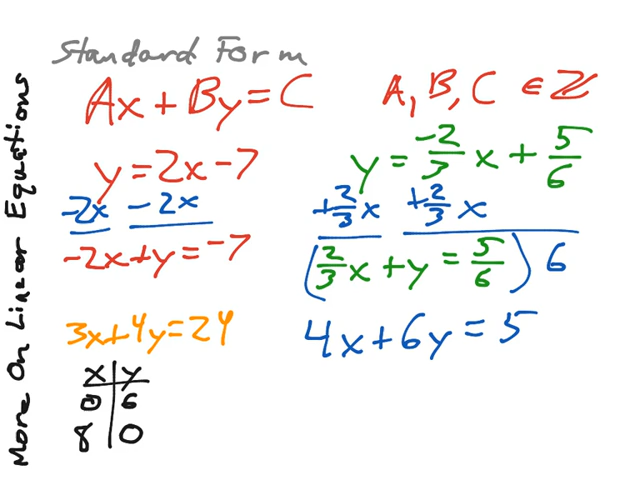 More On Linear Equations
Standard Form
Ax + By = C
A, B, C ∈ ℤ
y = 2x - 7
-2x -2x
-2x + y = -7
y = -2/3 x + 5/6
+2/3 x +2/3 x
(2/3 x + y = 5/6) 6
4x + 6y = 5
3x + 4y = 24
x | y
0 | 6
8 | 0